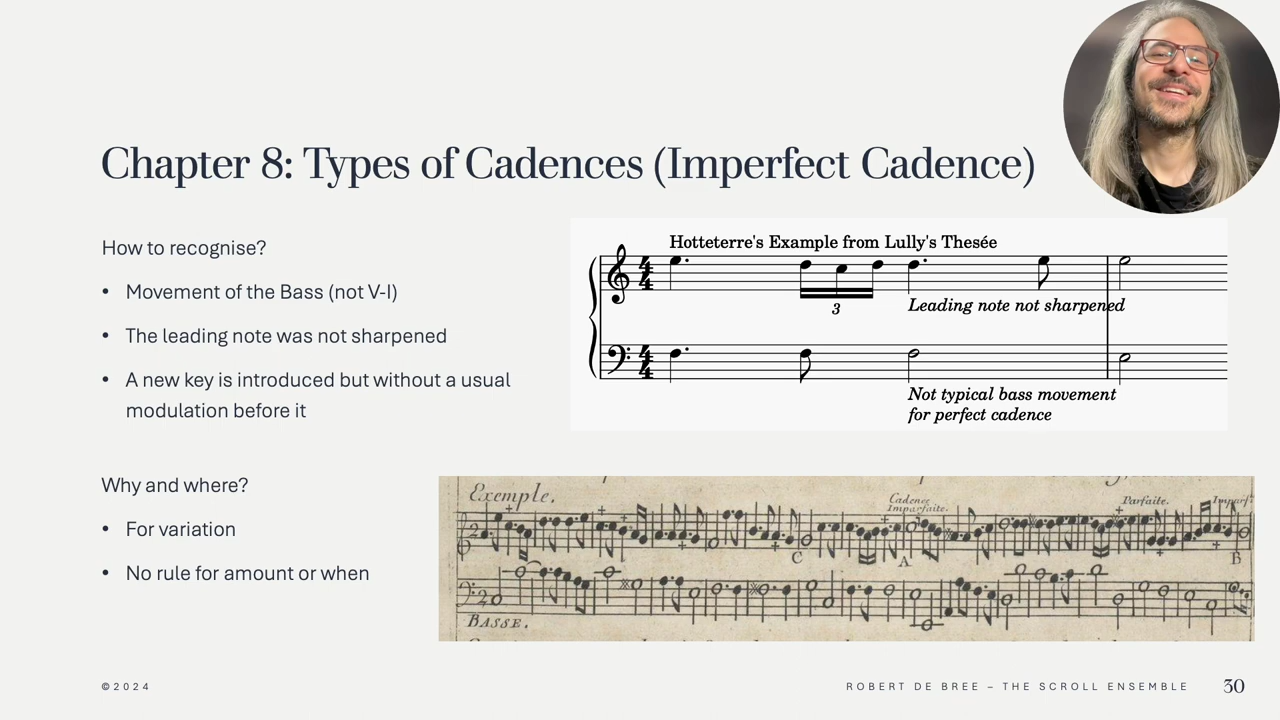 Chapter 8: Types of Cadences (Imperfect Cadence)
How to recognise?
• Movement of the Bass (not V-I)
• The leading note was not sharpened
• A new key is introduced but without a usual
modulation before it
Why and where?
• For variation
• No rule for amount or when
Hotteterre's Example from Lully's Thesée
3
Leading note not sharpened
Not typical bass movement
for perfect cadence
Exemple.
Cadence
Imparfaite.
Parfaite.
C
A
B
BASSE.
©2024
ROBERT DE BREE – THE SCROLL ENSEMBLE
30